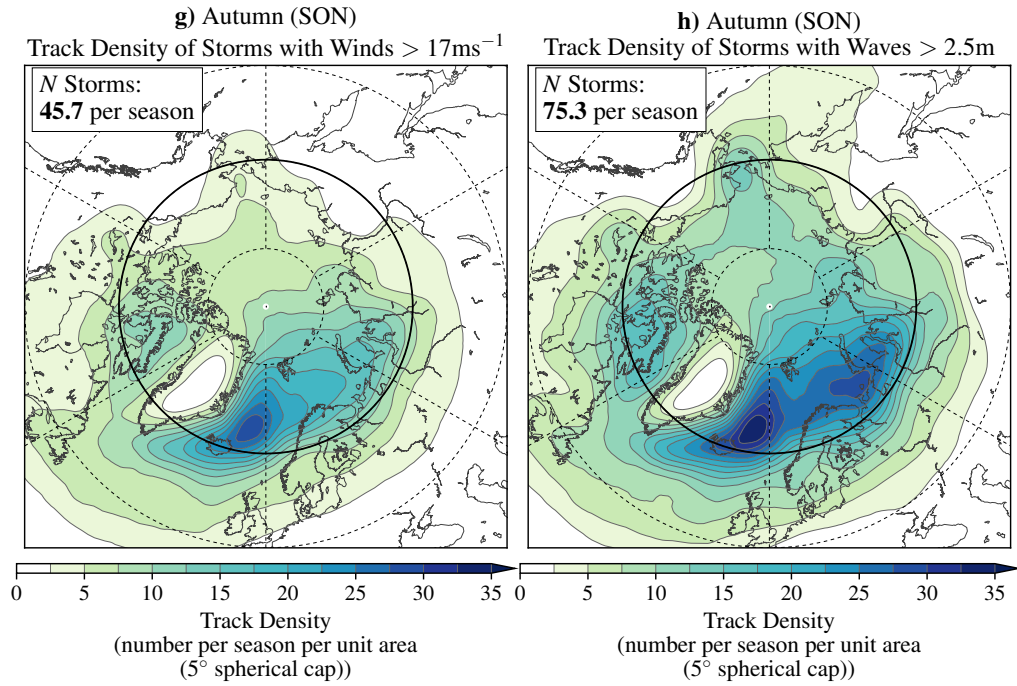 g) Autumn (SON)
Track Density of Storms with Winds > 17ms⁻¹
N Storms:
45.7 per season
0 5 10 15 20 25 30 35
Track Density
(number per season per unit area
(5° spherical cap))
h) Autumn (SON)
Track Density of Storms with Waves > 2.5m
N Storms:
75.3 per season
0 5 10 15 20 25 30 35
Track Density
(number per season per unit area
(5° spherical cap))